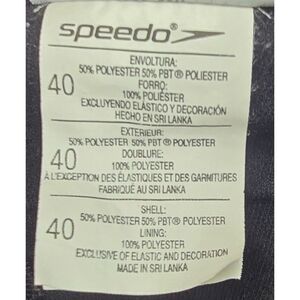 speedo
ENVOLTURA:
50% POLYESTER 50% PBT® POLIESTER
40
FORRO:
100% POLIÉSTER
EXCLUYENDO ELÁSTICO Y DECORACIÓN
HECHO EN SRI LANKA
EXTERIEUR:
50% POLYESTER 50% PBT® POLYESTER
40
DOUBLURE:
100% POLYESTER
À L'EXCEPTION DES ÉLASTIQUES ET DES GARNITURES
FABRIQUÉ AU SRI LANKA
SHELL:
50% POLYESTER 50% PBT® POLYESTER
40
LINING:
100% POLYESTER
EXCLUSIVE OF ELASTIC AND DECORATION
MADE IN SRI LANKA